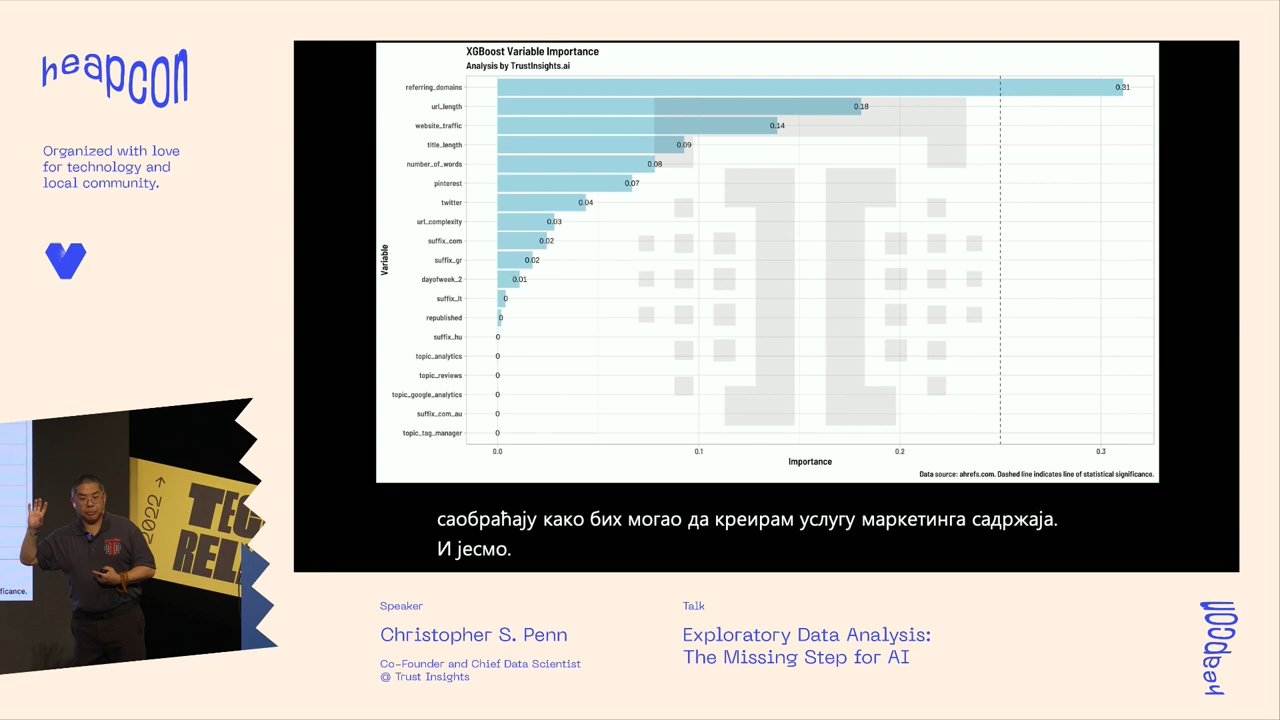 heapcon
Organized with love
for technology and
local community.
XGBoost Variable Importance
Analysis by TrustInsights.ai
Variable
referring_domains 0.31
url_length 0.18
website_traffic 0.14
title_length 0.09
number_of_words 0.08
pinterest 0.07
twitter 0.04
url_complexity 0.03
suffix_com 0.02
suffix_gr 0.02
dayofweek_2 0.01
suffix_lt 0
republished 0
suffix_hu 0
topic_analytics 0
topic_reviews 0
topic_google_analytics 0
suffix_com_au 0
topic_tag_manager 0
0.0 0.1 0.2 0.3
Importance
Data source: ahrefs.com. Dashed line indicates line of statistical significance.
саобраћају како бих могао да креирам услугу маркетинга садржаја.
И јесмо.
ficance.
2022
Speaker
Christopher S. Penn
Co-Founder and Chief Data Scientist
@ Trust Insights
Talk
Exploratory Data Analysis:
The Missing Step for AI
heapcon